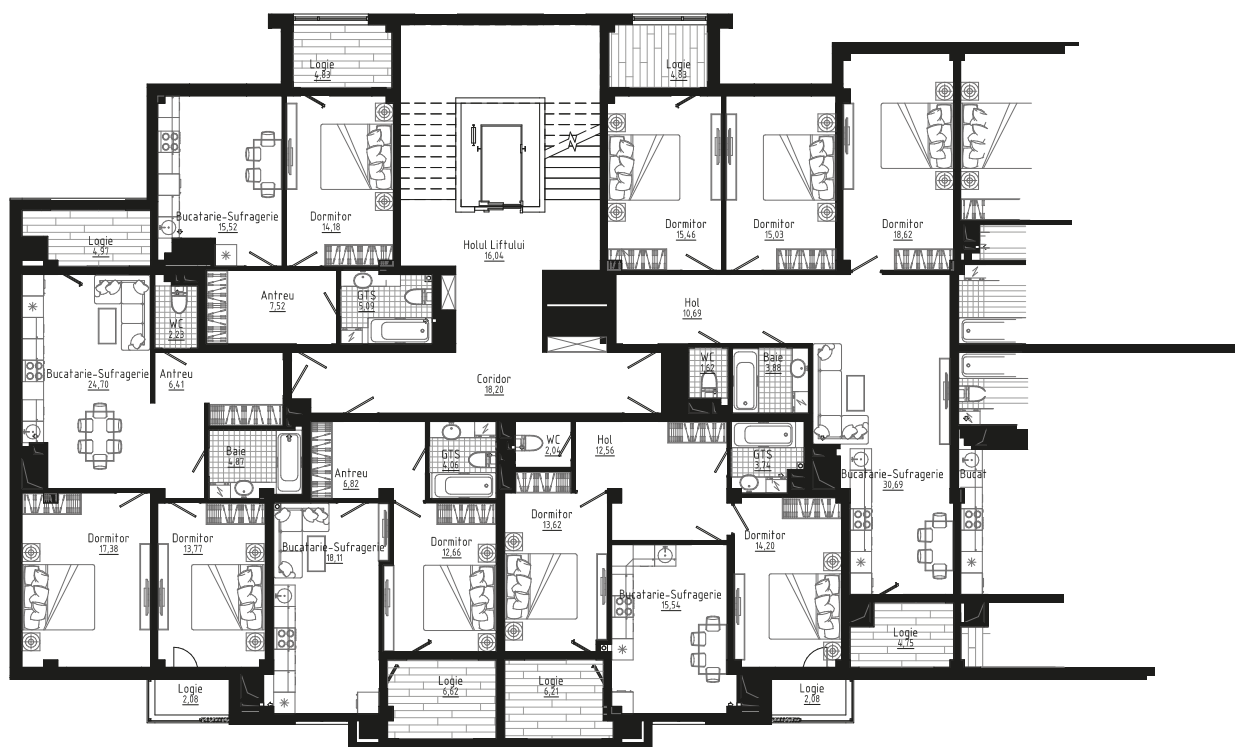 Logie
4,83
Logie
4,83
Bucatarie-Sufragerie
15,52
Dormitor
14,18
Dormitor
15,46
Dormitor
15,03
Dormitor
18,62
Logie
4,97
Holul Liftului
16,04
Antreu
7,52
GTS
5,09
Hol
10,69
WC
2,23
WC
1,62
Baie
3,88
Bucatarie-Sufragerie
24,70
Antreu
6,41
Coridor
18,20
Baie
4,87
Antreu
6,82
GTS
4,06
WC
2,04
Hol
12,56
GTS
3,74
Bucatarie-Sufragerie
30,69
Bucat
Dormitor
17,38
Dormitor
13,77
Bucatarie-Sufragerie
18,11
Dormitor
12,66
Dormitor
13,62
Dormitor
14,20
Bucatarie-Sufragerie
15,54
Logie
4,75
Logie
2,08
Logie
6,62
Logie
6,21
Logie
2,08